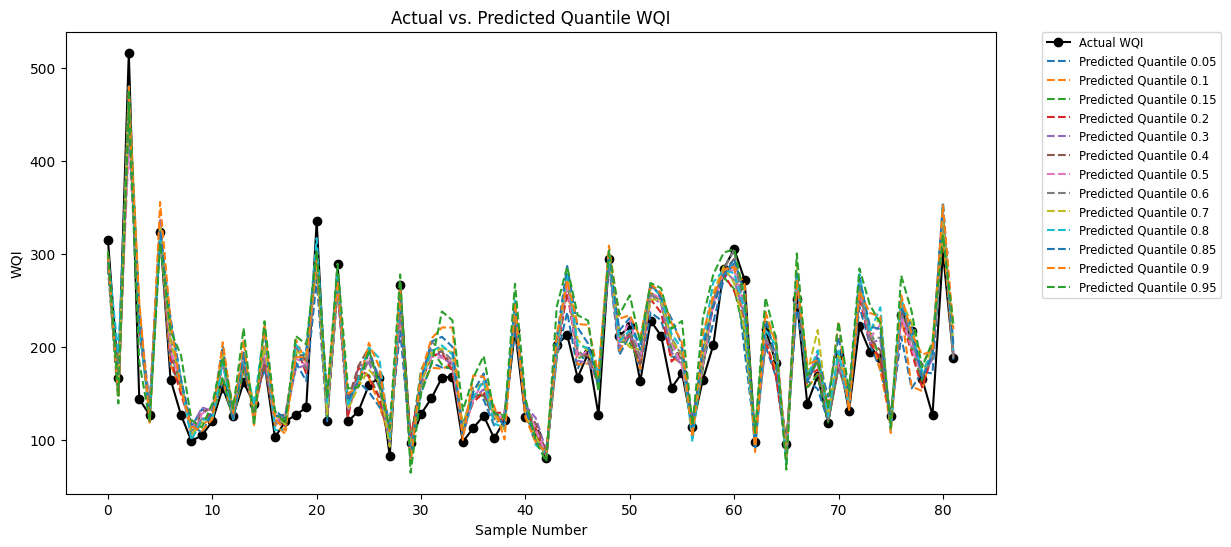 Actual vs. Predicted Quantile WQI
500
400
300
200
100
WQI
0
10
20
30
40
50
60
70
80
Sample Number
Actual WQI
Predicted Quantile 0.05
Predicted Quantile 0.1
Predicted Quantile 0.15
Predicted Quantile 0.2
Predicted Quantile 0.3
Predicted Quantile 0.4
Predicted Quantile 0.5
Predicted Quantile 0.6
Predicted Quantile 0.7
Predicted Quantile 0.8
Predicted Quantile 0.85
Predicted Quantile 0.9
Predicted Quantile 0.95